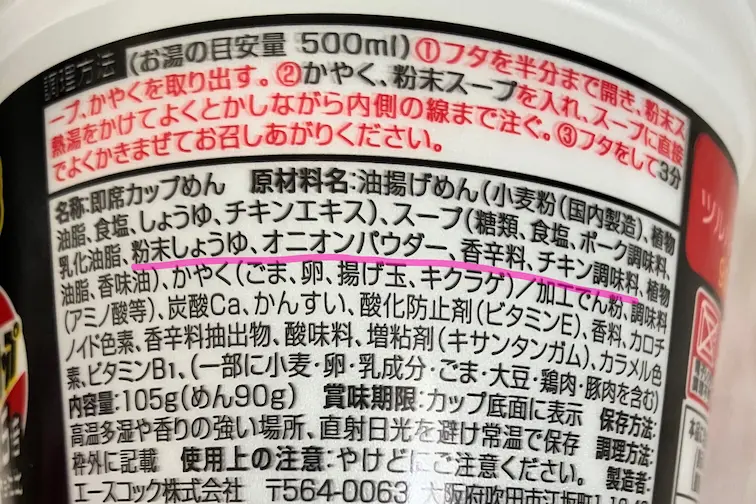 調理方法 (お湯の目安量 500ml) ①フタを半分まで開き、粉末ス
ープ、かやくを取り出す。②かやく、粉末スープを入れ、スープに直接
熱湯をかけてよくとかしながら内側の線まで注ぐ。③フタをして3分
でよくかきまぜてお召しあがりください。
名称:即席カップめん 原材料名:油揚げめん(小麦粉(国内製造)、植物
油脂、食塩、しょうゆ、チキンエキス)、スープ(糖類、食塩、ポーク調味料、
乳化油脂、粉末しょうゆ、オニオンパウダー、香辛料、チキン調味料、植物
油脂、香味油)、かやく(ごま、卵、揚げ玉、キクラゲ)/加工でん粉、調味料
(アミノ酸等)、炭酸Ca、かんすい、酸化防止剤(ビタミンE)、香料、カロチ
ノイド色素、香辛料抽出物、酸味料、増粘剤(キサンタンガム)、カラメル色
素、ビタミンB1、(一部に小麦・卵・乳成分・ごま・大豆・鶏肉・豚肉を含む)
内容量:105g(めん90g) 賞味期限:カップ底面に表示 保存方法:
高温多湿や香りの強い場所、直射日光を避け常温で保存 調理方法:
枠外に記載 使用上の注意:やけどにご注意ください。 製造者:
エースコック株式会社 〒564-0063 大阪府吹田市江坂町
ツル